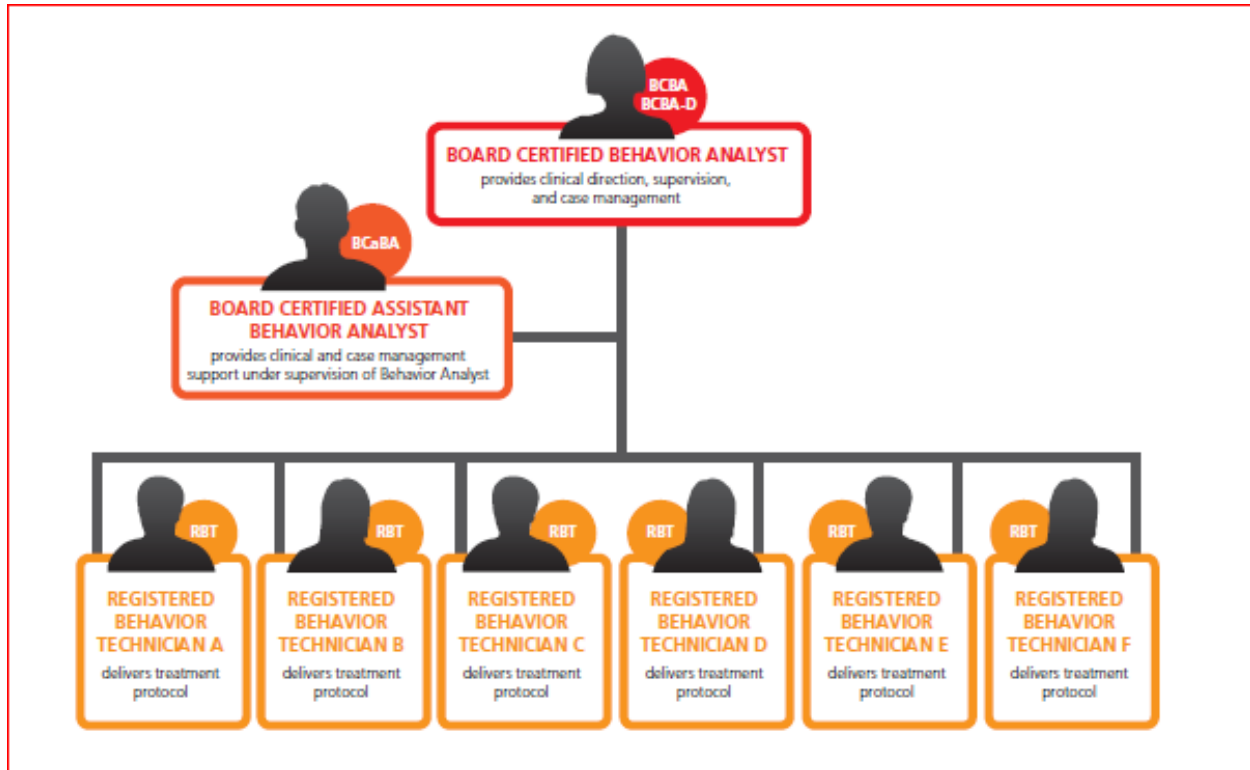 BCBA
BCBA-D
BOARD CERTIFIED BEHAVIOR ANALYST
provides clinical direction, supervision,
and case management
BCaBA
BOARD CERTIFIED ASSISTANT
BEHAVIOR ANALYST
provides clinical and case management
support under supervision of Behavior Analyst
RBT
REGISTERED
BEHAVIOR
TECHNICIAN A
delivers treatment
protocol
RBT
REGISTERED
BEHAVIOR
TECHNICIAN B
delivers treatment
protocol
RBT
REGISTERED
BEHAVIOR
TECHNICIAN C
delivers treatment
protocol
RBT
REGISTERED
BEHAVIOR
TECHNICIAN D
delivers treatment
protocol
RBT
REGISTERED
BEHAVIOR
TECHNICIAN E
delivers treatment
protocol
RBT
REGISTERED
BEHAVIOR
TECHNICIAN F
delivers treatment
protocol